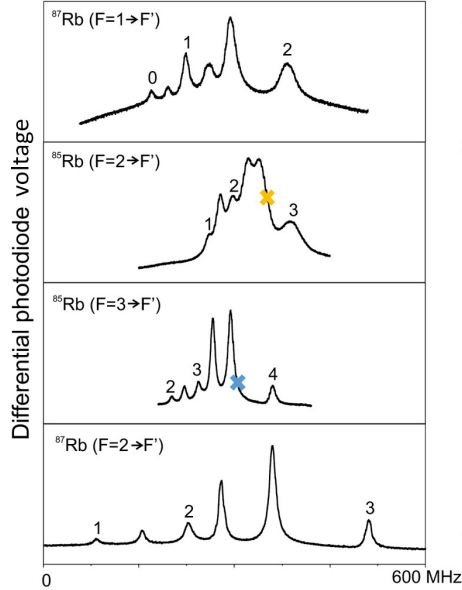 Differential photodiode voltage
⁸⁷Rb (F=1➔F')
0
1
2
⁸⁵Rb (F=2➔F')
1
2
3
⁸⁵Rb (F=3➔F')
2
3
4
⁸⁷Rb (F=2➔F')
1
2
3
0
600 MHz